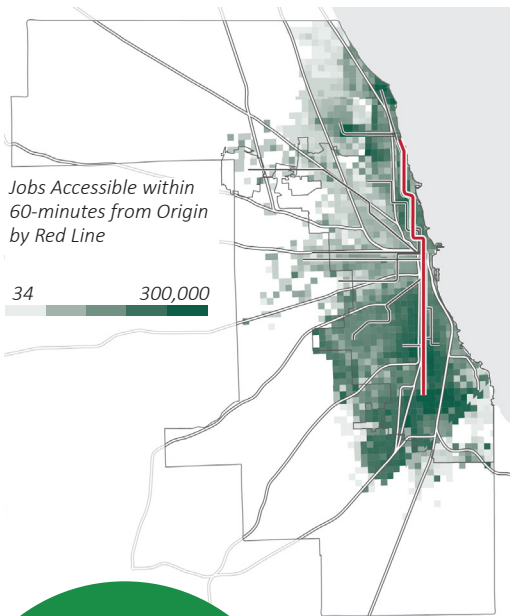 Jobs Accessible within
60-minutes from Origin
by Red Line
34 300,000